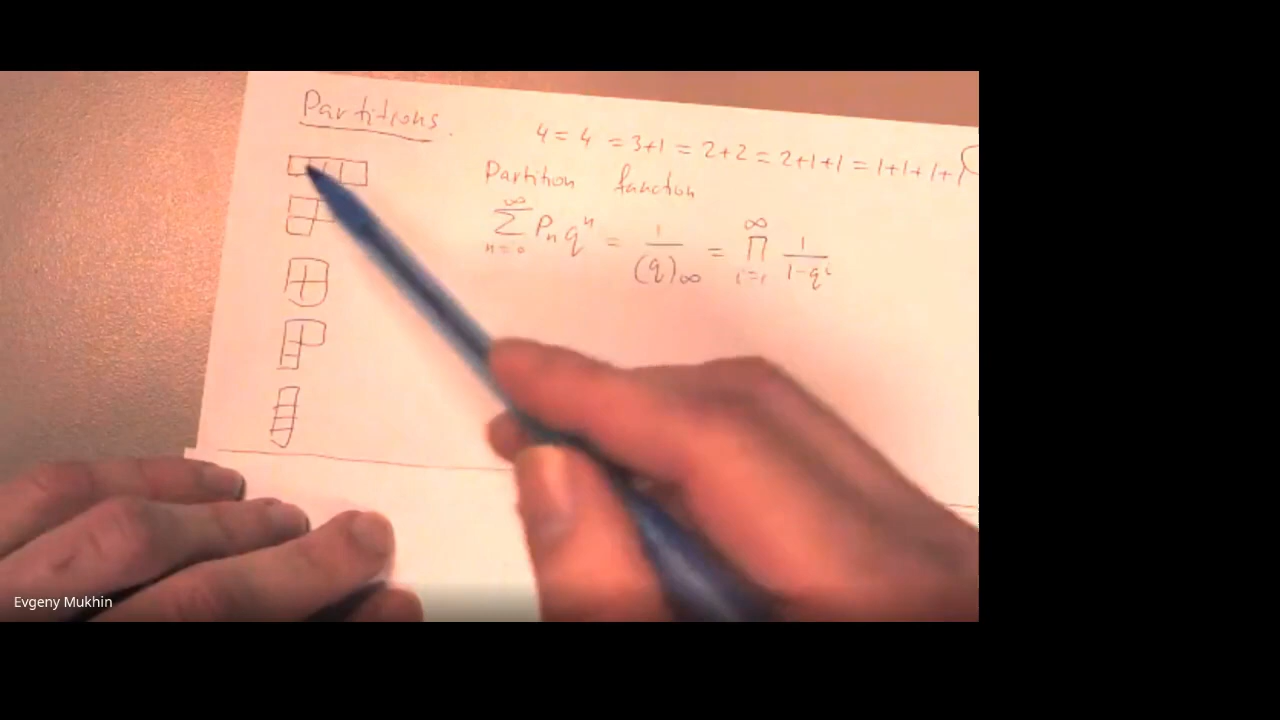 Partitions.
4 = 4 = 3+1 = 2+2 = 2+1+1 = 1+1+1+1
Partition function
∑_{n=0}^{∞} P_n q^n = 1/(q)_∞ = ∏_{i=1}^{∞} 1/(1-q^i)
Evgeny Mukhin